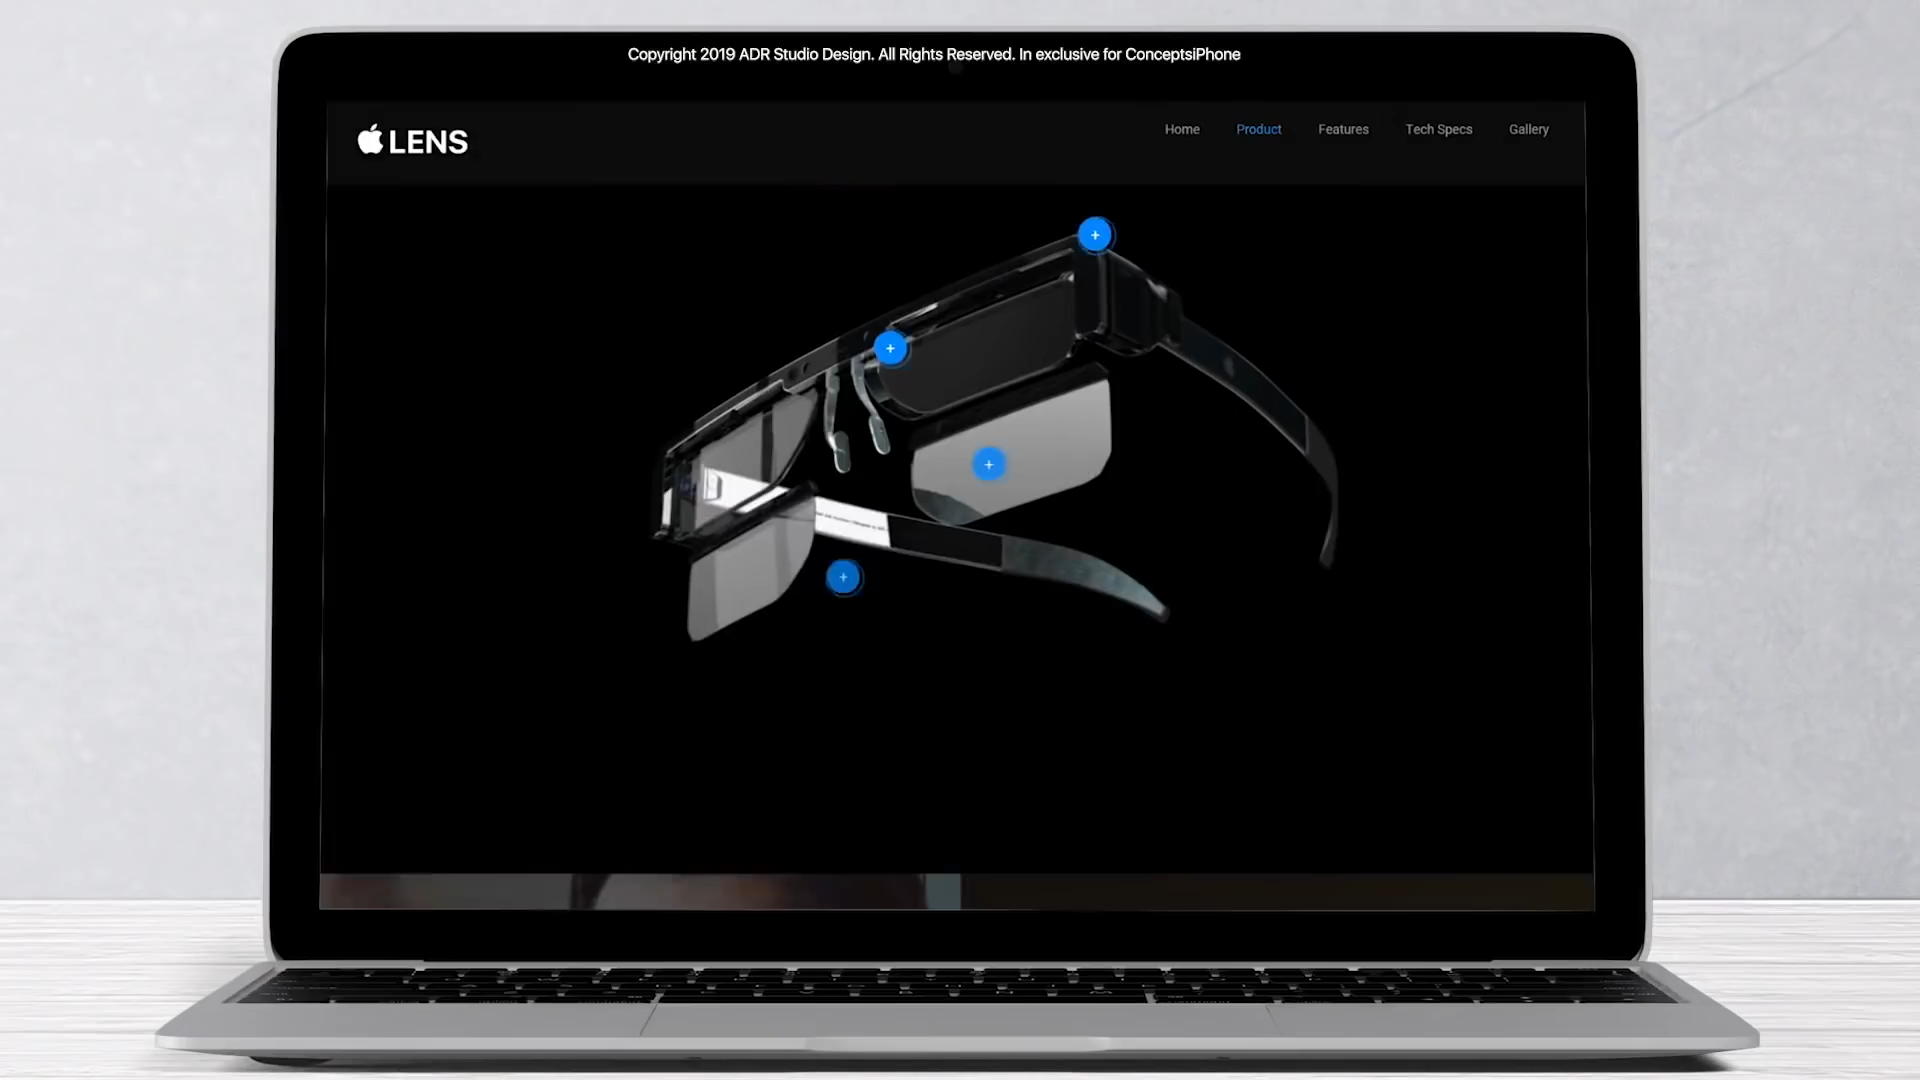 Copyright 2019 ADR Studio Design. All Rights Reserved. In exclusive for ConceptsiPhone
LENS
Home Product Features Tech Specs Gallery